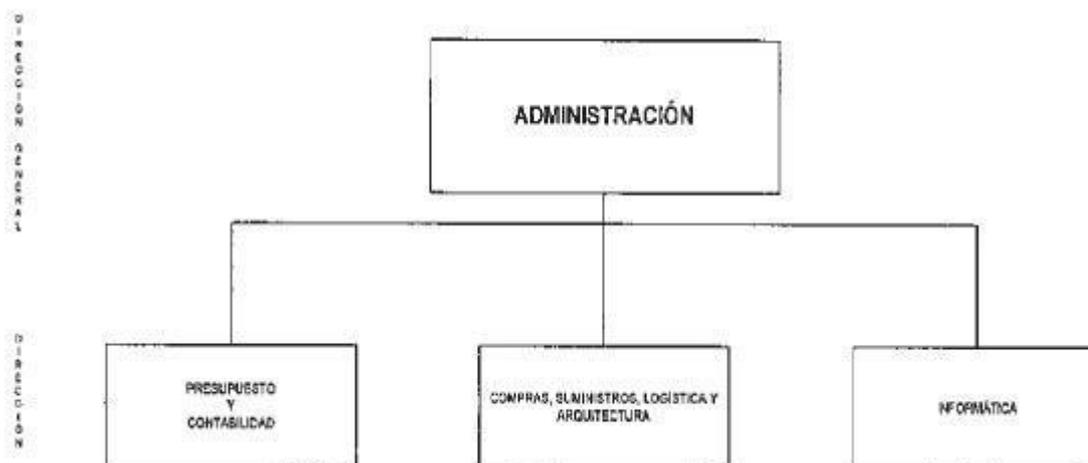 DIRECCIÓN GENERAL
ADMINISTRACIÓN
DIRECCIÓN
PRESUPUESTO
Y
CONTABILIDAD
COMPRAS, SUMINISTROS, LOGÍSTICA Y
ARQUITECTURA
INFORMÁTICA